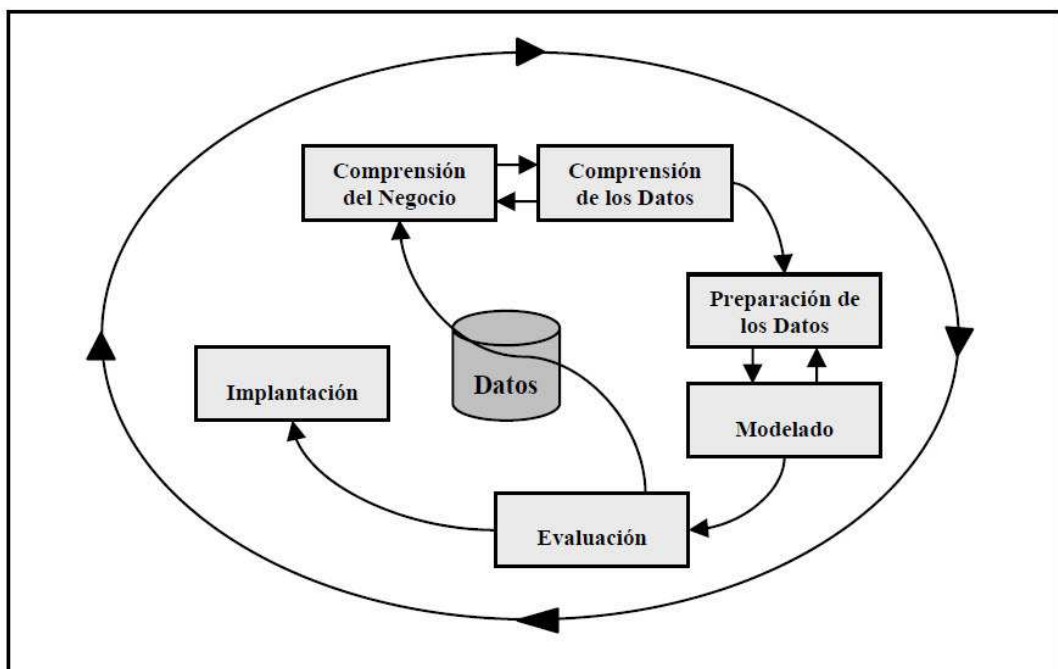 Comprensión
del Negocio
Comprensión
de los Datos
Preparación de
los Datos
Datos
Implantación
Modelado
Evaluación